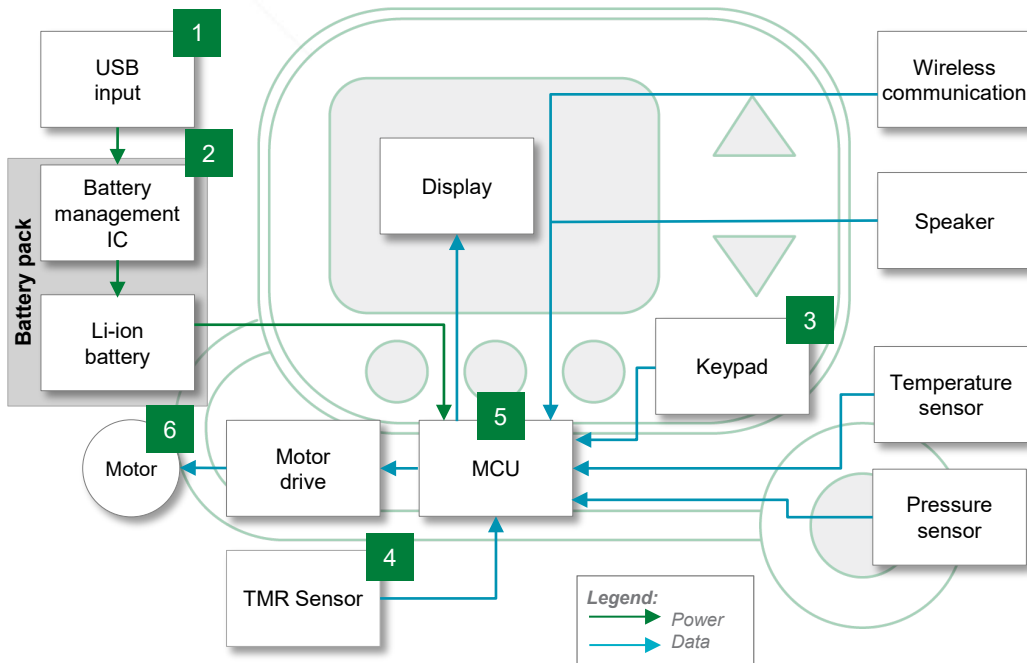 1
USB
input
2
Battery
management
IC
Battery pack
Li-ion
battery
Display
Wireless
communication
Speaker
3
Keypad
Temperature
sensor
Pressure
sensor
5
MCU
Motor
drive
6
Motor
4
TMR Sensor
Legend:
Power
Data